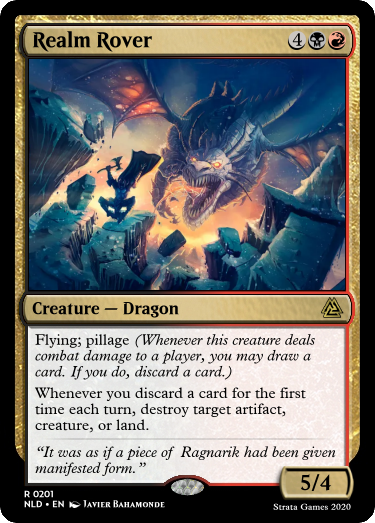 Realm Rover 4
Creature — Dragon
Flying; pillage (Whenever this creature deals
combat damage to a player, you may draw a
card. If you do, discard a card.)
Whenever you discard a card for the first
time each turn, destroy target artifact,
creature, or land.
“It was as if a piece of Ragnarik had been given
manifested form.”
5/4
R 0201
NLD • EN Javier Bahamonde
Strata Games 2020